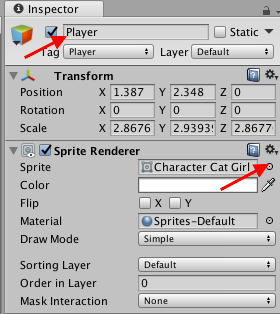 Inspector
Player
Static
Tag Player Layer Default
Transform
Position X 1.387 Y 2.348 Z 0
Rotation X 0 Y 0 Z 0
Scale X 2.8676 Y 2.9393 Z 2.8677
Sprite Renderer
Sprite Character Cat Girl
Color
Flip X Y
Material Sprites-Default
Draw Mode Simple
Sorting Layer Default
Order in Layer 0
Mask Interaction None